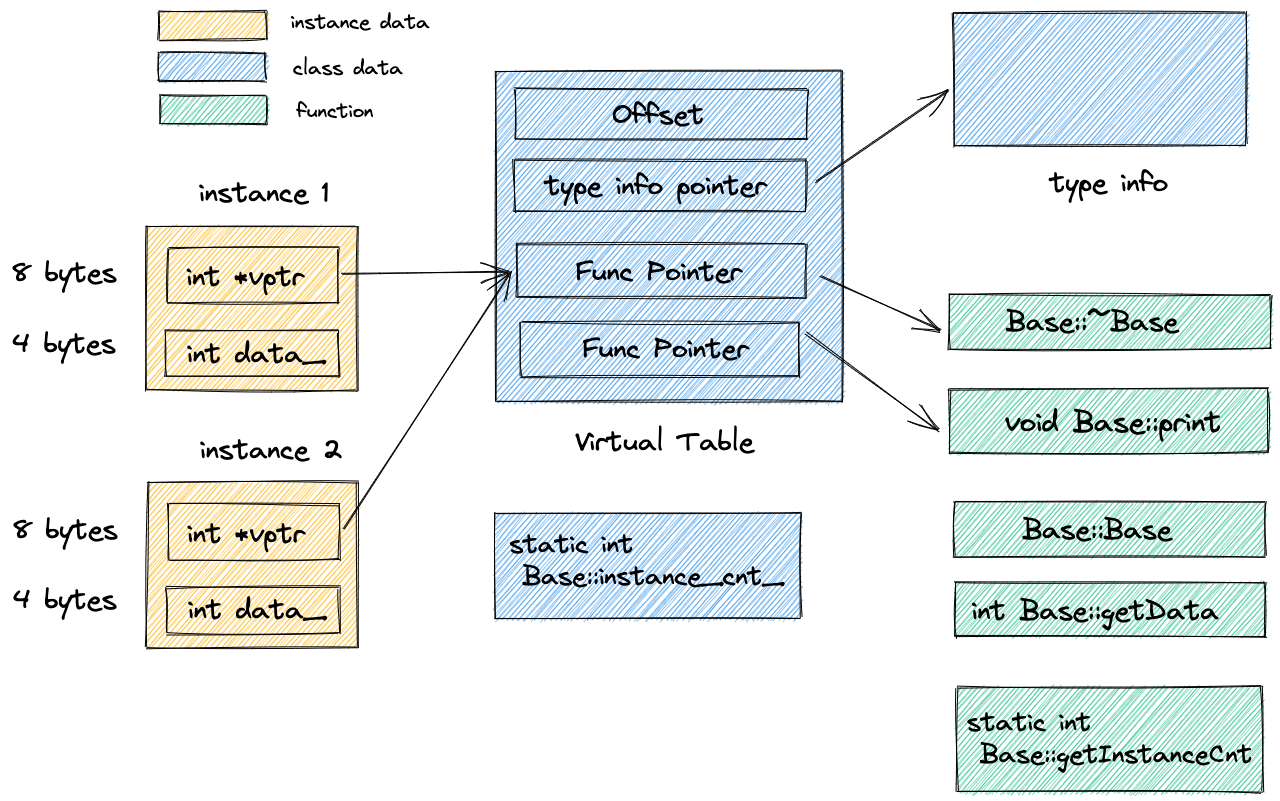 instance data
class data
function
instance 1
8 bytes
int *vptr
4 bytes
int data_
instance 2
8 bytes
int *vptr
4 bytes
int data_
Offset
type info pointer
Func Pointer
Func Pointer
Virtual Table
static int
Base::instance_cnt_
type info
Base::~Base
void Base::print
Base::Base
int Base::getData
static int
Base::getInstanceCnt